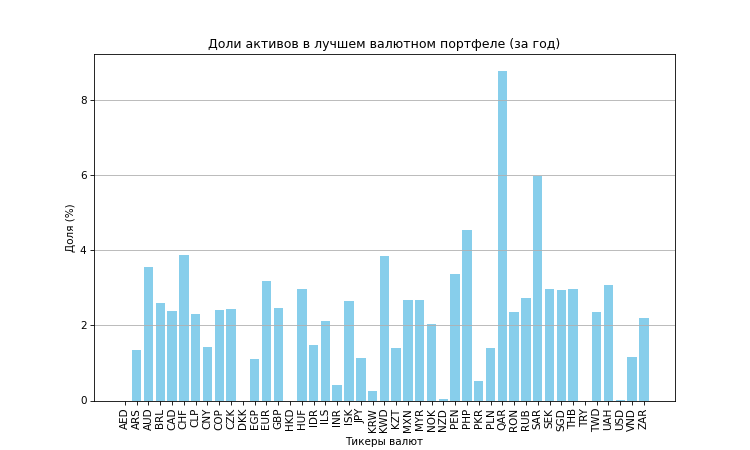 Доли активов в лучшем валютном портфеле (за год)
Доля (%)
8
6
4
2
0
AED ARS AUD BRL CAD CHF CLP CNY COP CZK DKK EGP EUR GBP HKD HUF IDR ILS INR ISK JPY KRW KWD KZT MXN MYR NOK NZD PEN PHP PKR PLN QAR RON RUB SAR SEK SGD THB TRY TWD UAH USD VND ZAR
Тикеры валют